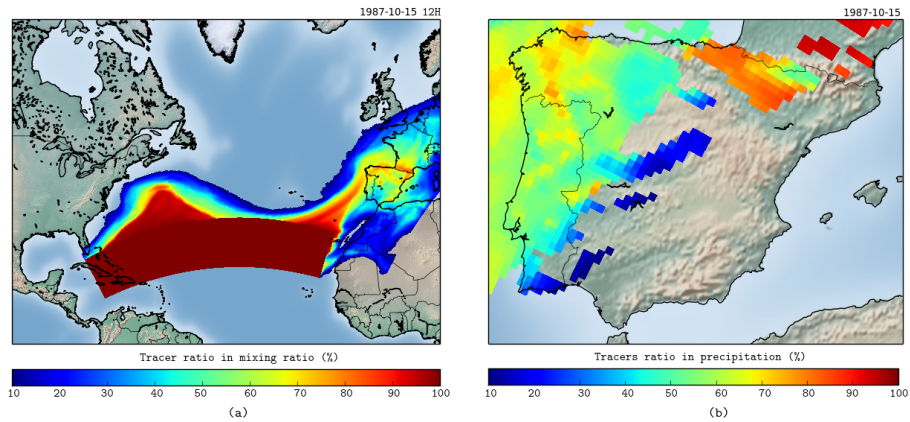 1987-10-15 12H
Tracer ratio in mixing ratio (%)
10 20 30 40 50 60 70 80 90 100
(a)
1987-10-15
Tracers ratio in precipitation (%)
10 20 30 40 50 60 70 80 90 100
(b)